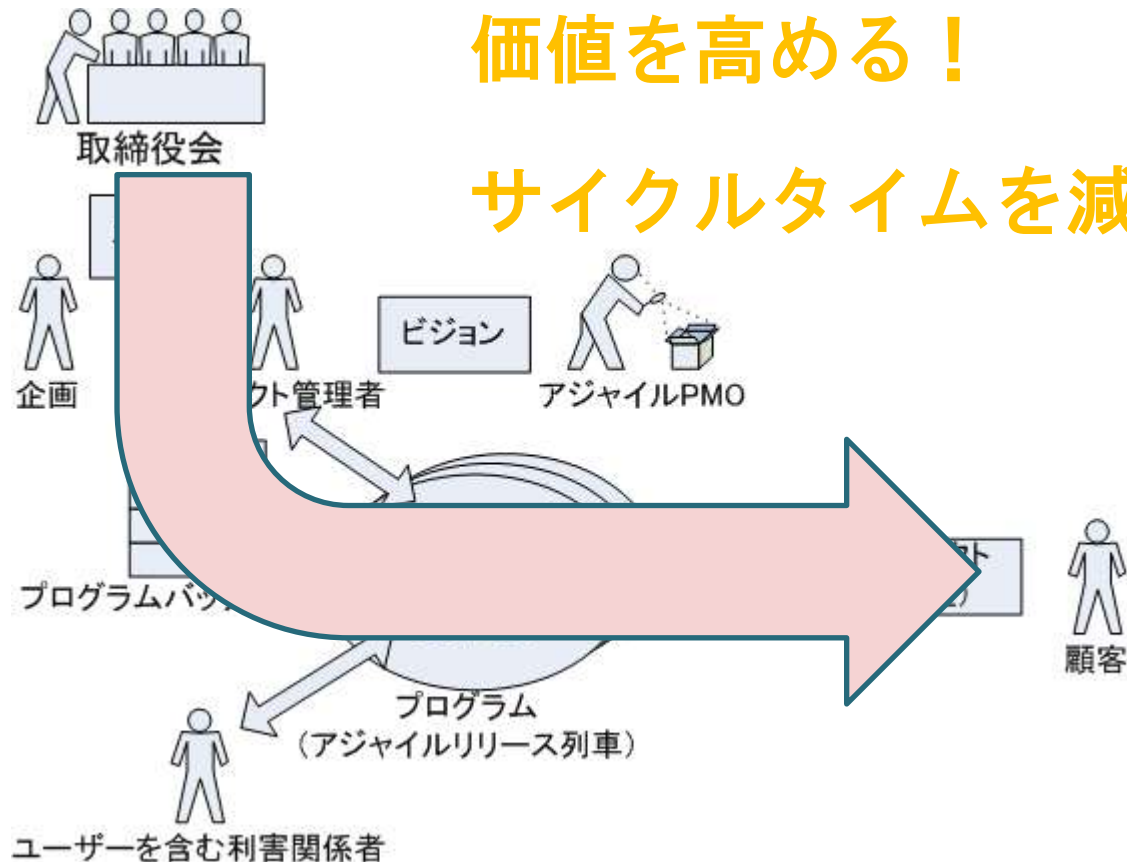 価値を高める！
サイクルタイムを減
取締役会
ビジョン
企画
クト管理者
アジャイルPMO
プログラムバッ
ト
顧客
プログラム
（アジャイルリリース列車）
ユーザーを含む利害関係者